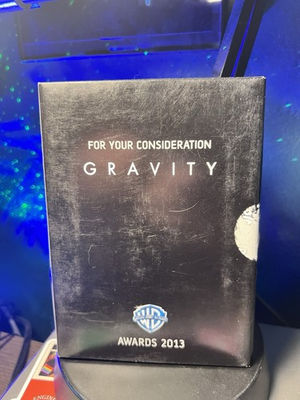 FOR YOUR CONSIDERATION
GRAVITY
AWARDS 2013